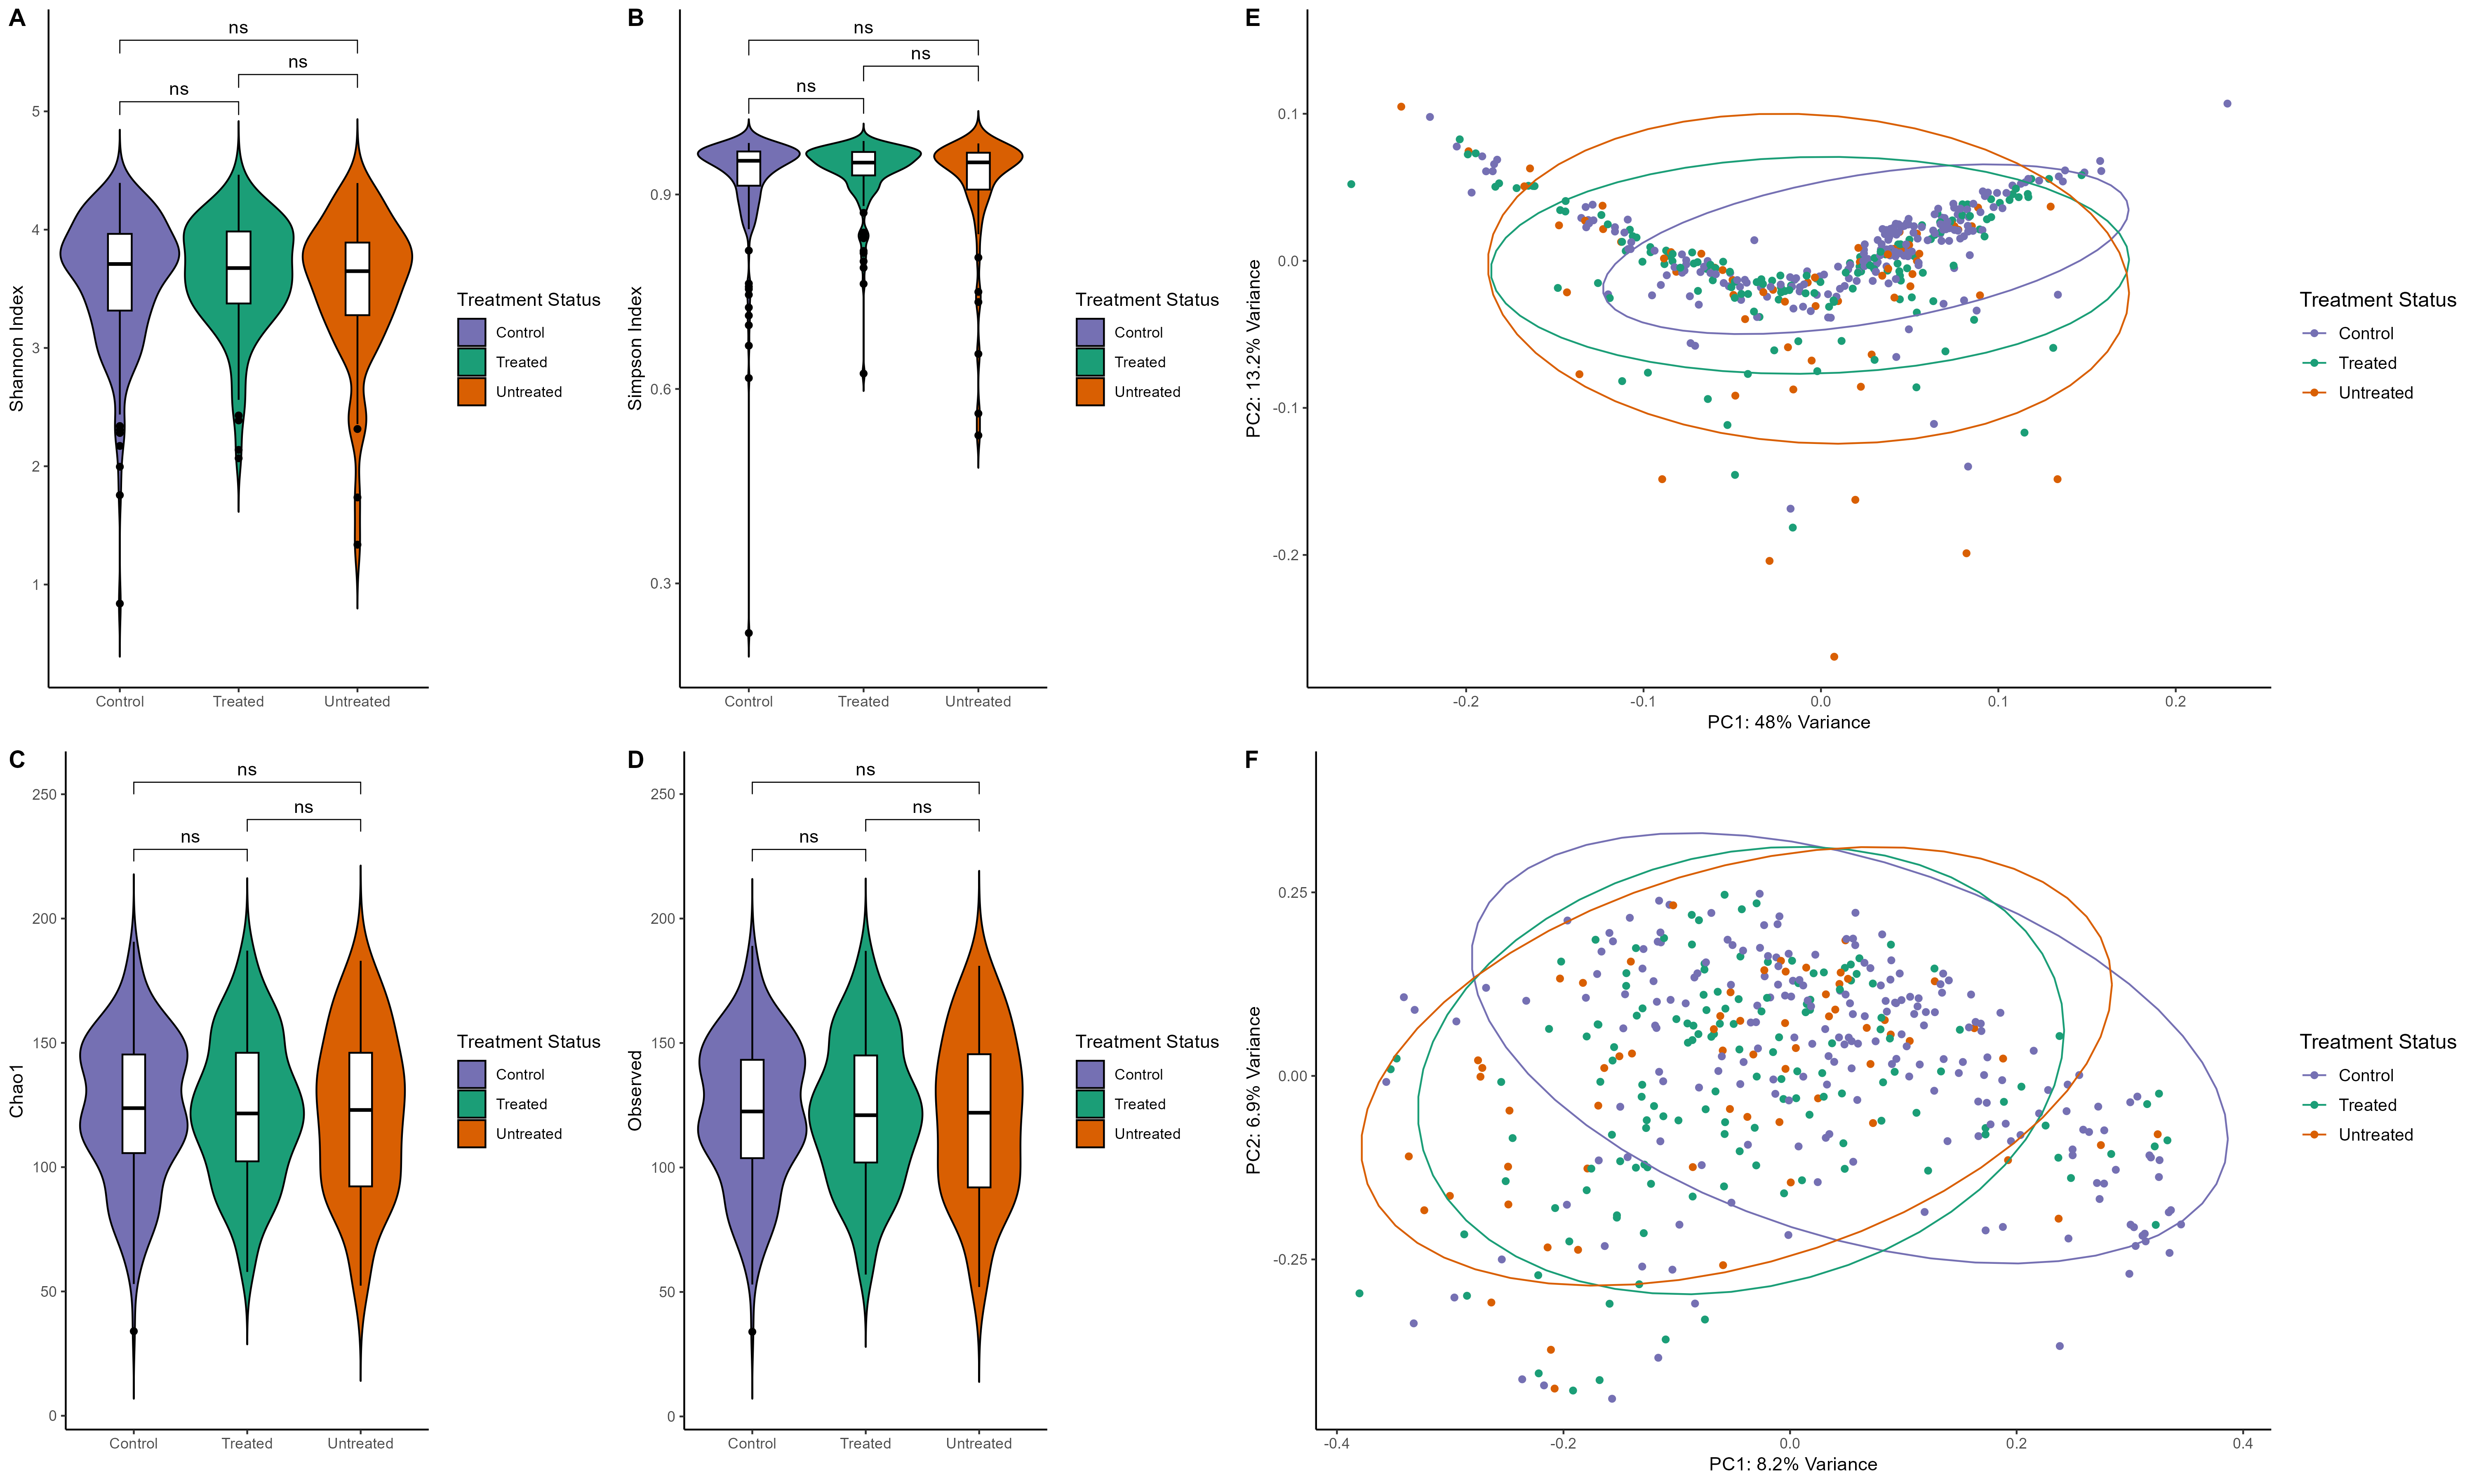 A
ns
ns
ns
5
4
3
2
1
Shannon Index
Control
Treated
Untreated
Treatment Status
Control
Treated
Untreated
B
ns
ns
ns
0.9
0.6
0.3
Simpson Index
Control
Treated
Untreated
Treatment Status
Control
Treated
Untreated
E
0.1
0.0
-0.1
-0.2
PC2: 13.2% Variance
-0.2
-0.1
0.0
0.1
0.2
PC1: 48% Variance
Treatment Status
Control
Treated
Untreated
C
ns
ns
ns
250
200
150
100
50
0
Chao1
Control
Treated
Untreated
Treatment Status
Control
Treated
Untreated
D
ns
ns
ns
250
200
150
100
50
0
Observed
Control
Treated
Untreated
Treatment Status
Control
Treated
Untreated
F
0.25
0.00
-0.25
PC2: 6.9% Variance
-0.4
-0.2
0.0
0.2
0.4
PC1: 8.2% Variance
Treatment Status
Control
Treated
Untreated